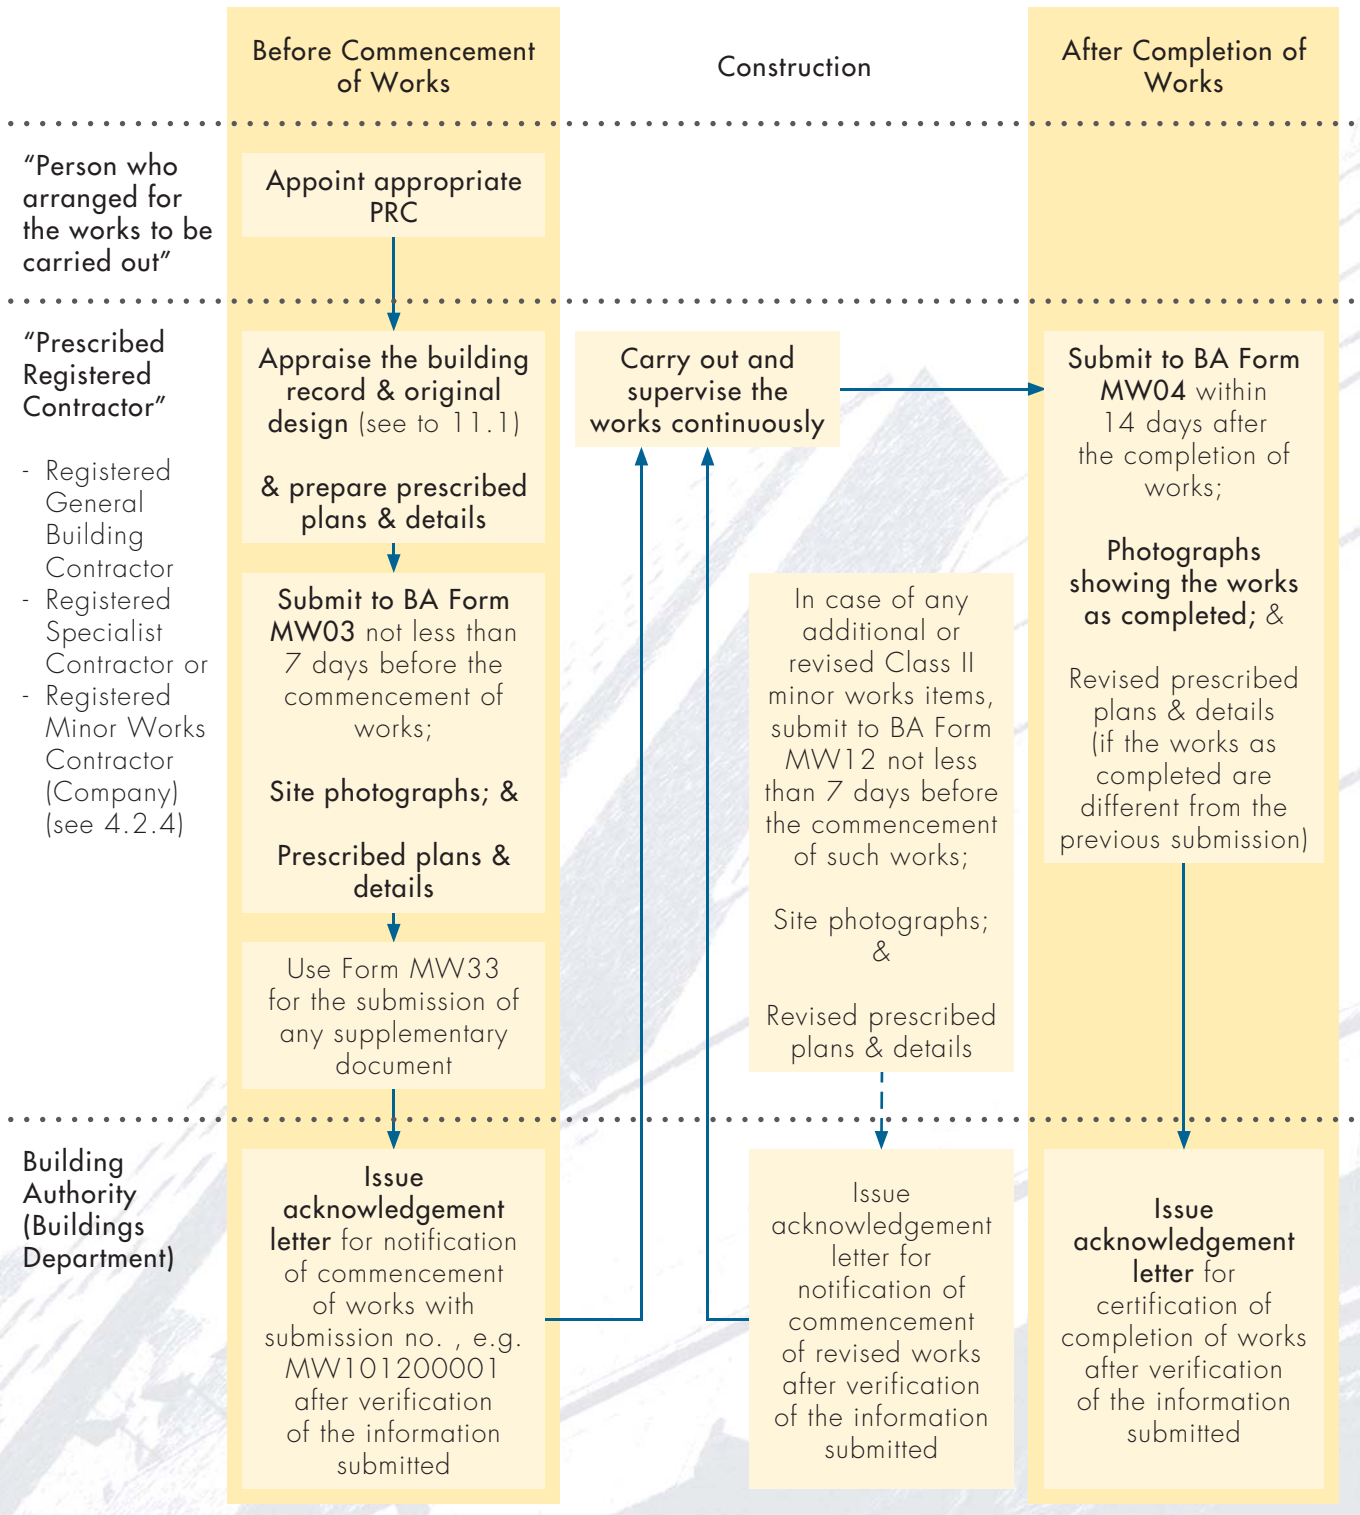 Before Commencement
of Works
Construction
After Completion of
Works
“Person who
arranged for
the works to be
carried out”
Appoint appropriate
PRC
“Prescribed
Registered
Contractor”
- Registered
General
Building
Contractor
- Registered
Specialist
Contractor or
- Registered
Minor Works
Contractor
(Company)
(see 4.2.4)
Appraise the building
record & original
design (see to 11.1)
& prepare prescribed
plans & details
Submit to BA Form
MW03 not less than
7 days before the
commencement of
works;
Site photographs; &
Prescribed plans &
details
Use Form MW33
for the submission of
any supplementary
document
Carry out and
supervise the
works continuously
In case of any
additional or
revised Class II
minor works items,
submit to BA Form
MW12 not less
than 7 days before
the commencement
of such works;
Site photographs;
&
Revised prescribed
plans & details
Submit to BA Form
MW04 within
14 days after
the completion of
works;
Photographs
showing the works
as completed; &
Revised prescribed
plans & details
(if the works as
completed are
different from the
previous submission)
Building
Authority
(Buildings
Department)
Issue
acknowledgement
letter for notification
of commencement
of works with
submission no. , e.g.
MW101200001
after verification
of the information
submitted
Issue
acknowledgement
letter for
notification of
commencement
of revised works
after verification
of the information
submitted
Issue
acknowledgement
letter for
certification of
completion of works
after verification
of the information
submitted